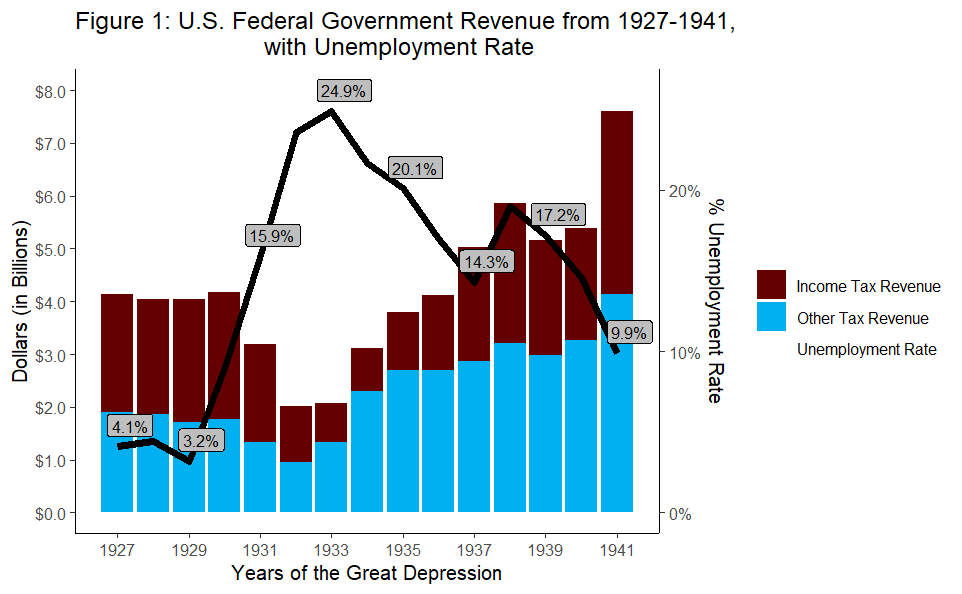 Figure 1: U.S. Federal Government Revenue from 1927-1941,
with Unemployment Rate
Dollars (in Billions)
$8.0
$7.0
$6.0
$5.0
$4.0
$3.0
$2.0
$1.0
$0.0
4.1%
3.2%
15.9%
24.9%
20.1%
14.3%
17.2%
9.9%
20%
10%
0%
% Unemployment Rate
1927 1929 1931 1933 1935 1937 1939 1941
Years of the Great Depression
Income Tax Revenue
Other Tax Revenue
Unemployment Rate